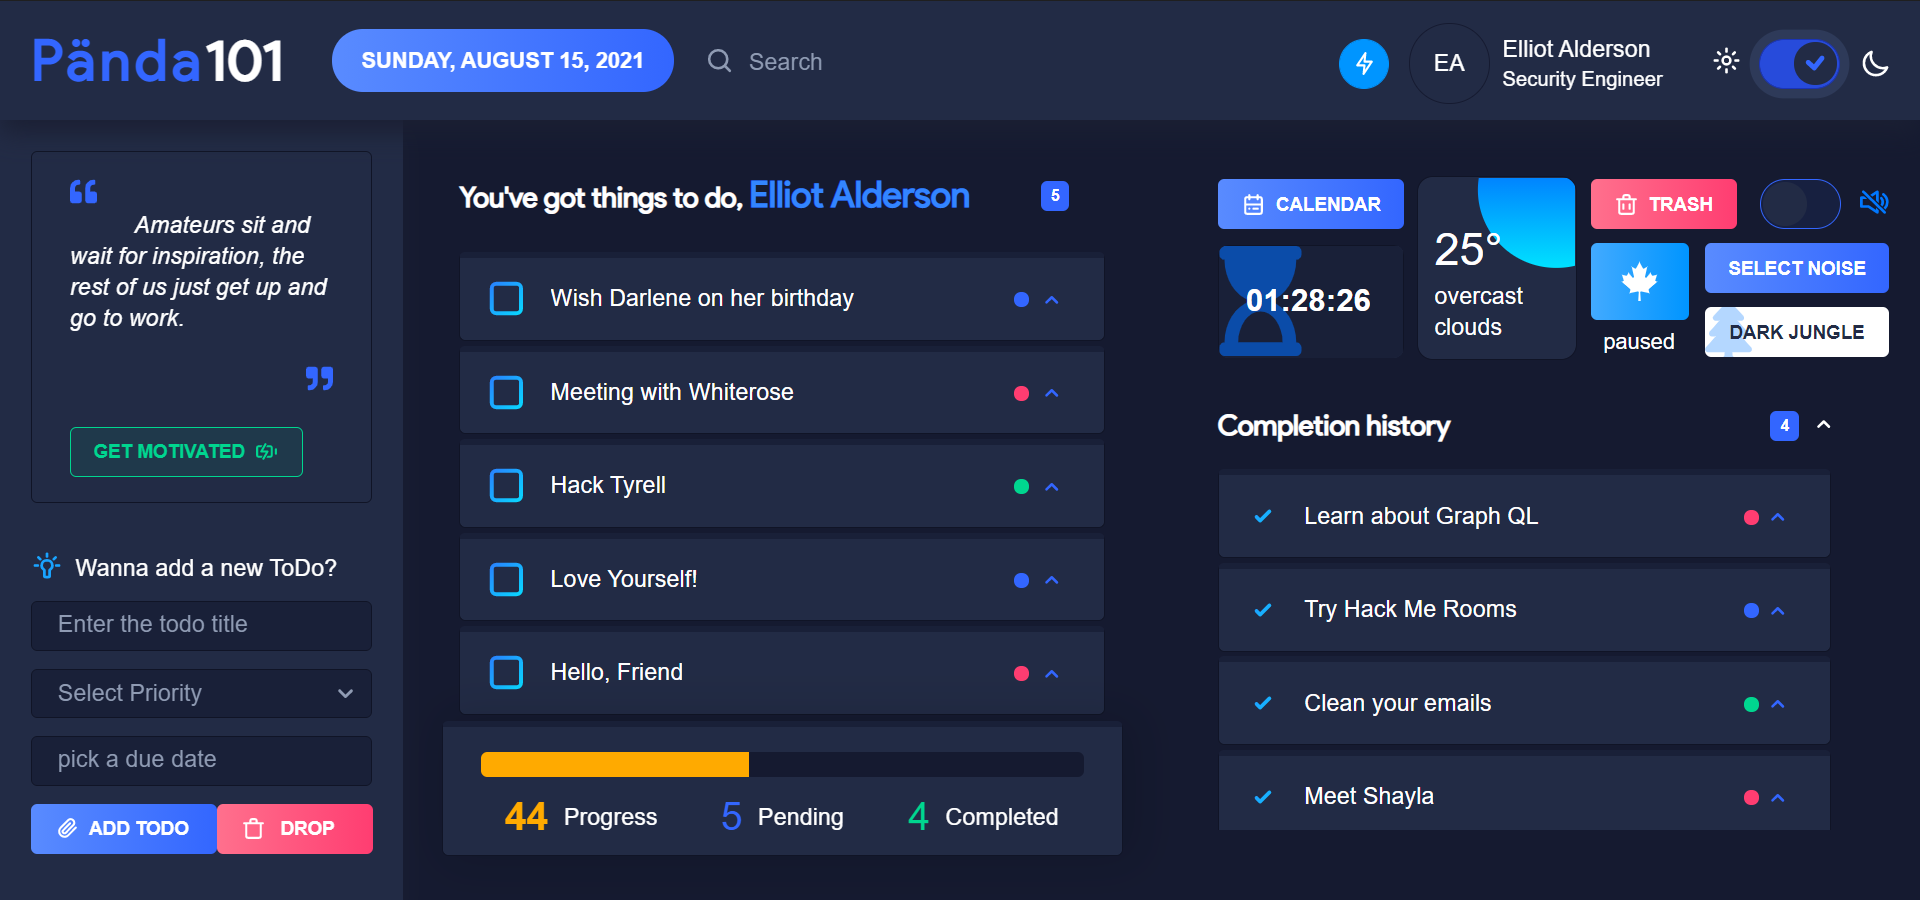 Pända101
SUNDAY, AUGUST 15, 2021
Search
EA
Elliot Alderson
Security Engineer
Amateurs sit and
wait for inspiration, the
rest of us just get up and
go to work.
GET MOTIVATED
Wanna add a new ToDo?
Enter the todo title
Select Priority
pick a due date
ADD TODO
DROP
You've got things to do, Elliot Alderson
5
Wish Darlene on her birthday
Meeting with Whiterose
Hack Tyrell
Love Yourself!
Hello, Friend
44 Progress
5 Pending
4 Completed
CALENDAR
01:28:26
25°
overcast
clouds
TRASH
paused
SELECT NOISE
DARK JUNGLE
Completion history
4
Learn about Graph QL
Try Hack Me Rooms
Clean your emails
Meet Shayla